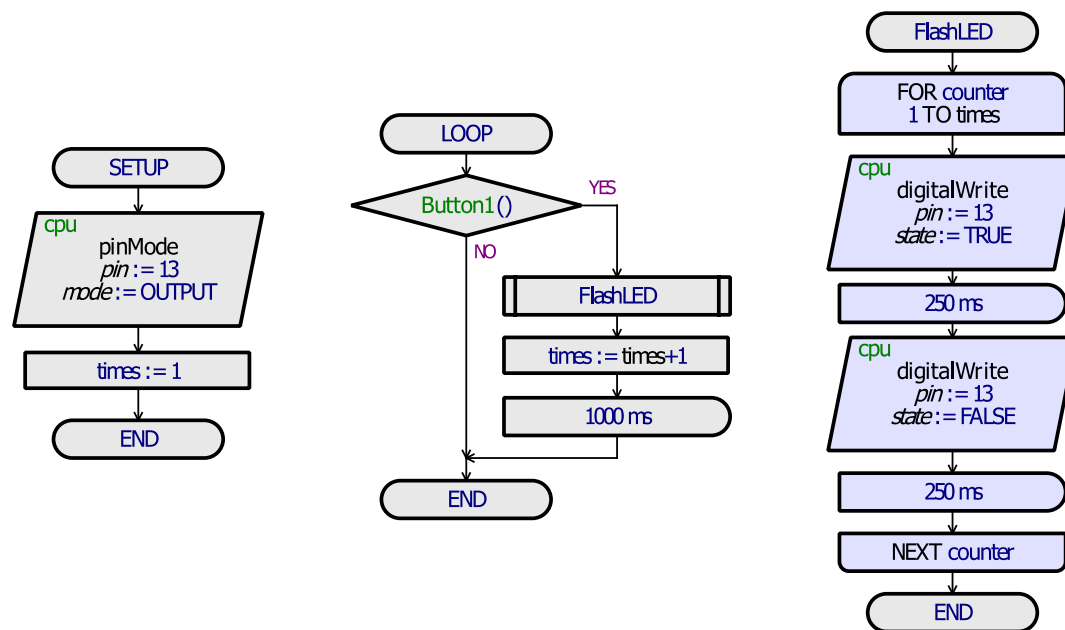 SETUP
cpu
pinMode
pin := 13
mode := OUTPUT
times := 1
END
LOOP
Button1()
YES
NO
FlashLED
times := times+1
1000 ms
END
FlashLED
FOR counter
1 TO times
cpu
digitalWrite
pin := 13
state := TRUE
250 ms
cpu
digitalWrite
pin := 13
state := FALSE
250 ms
NEXT counter
END